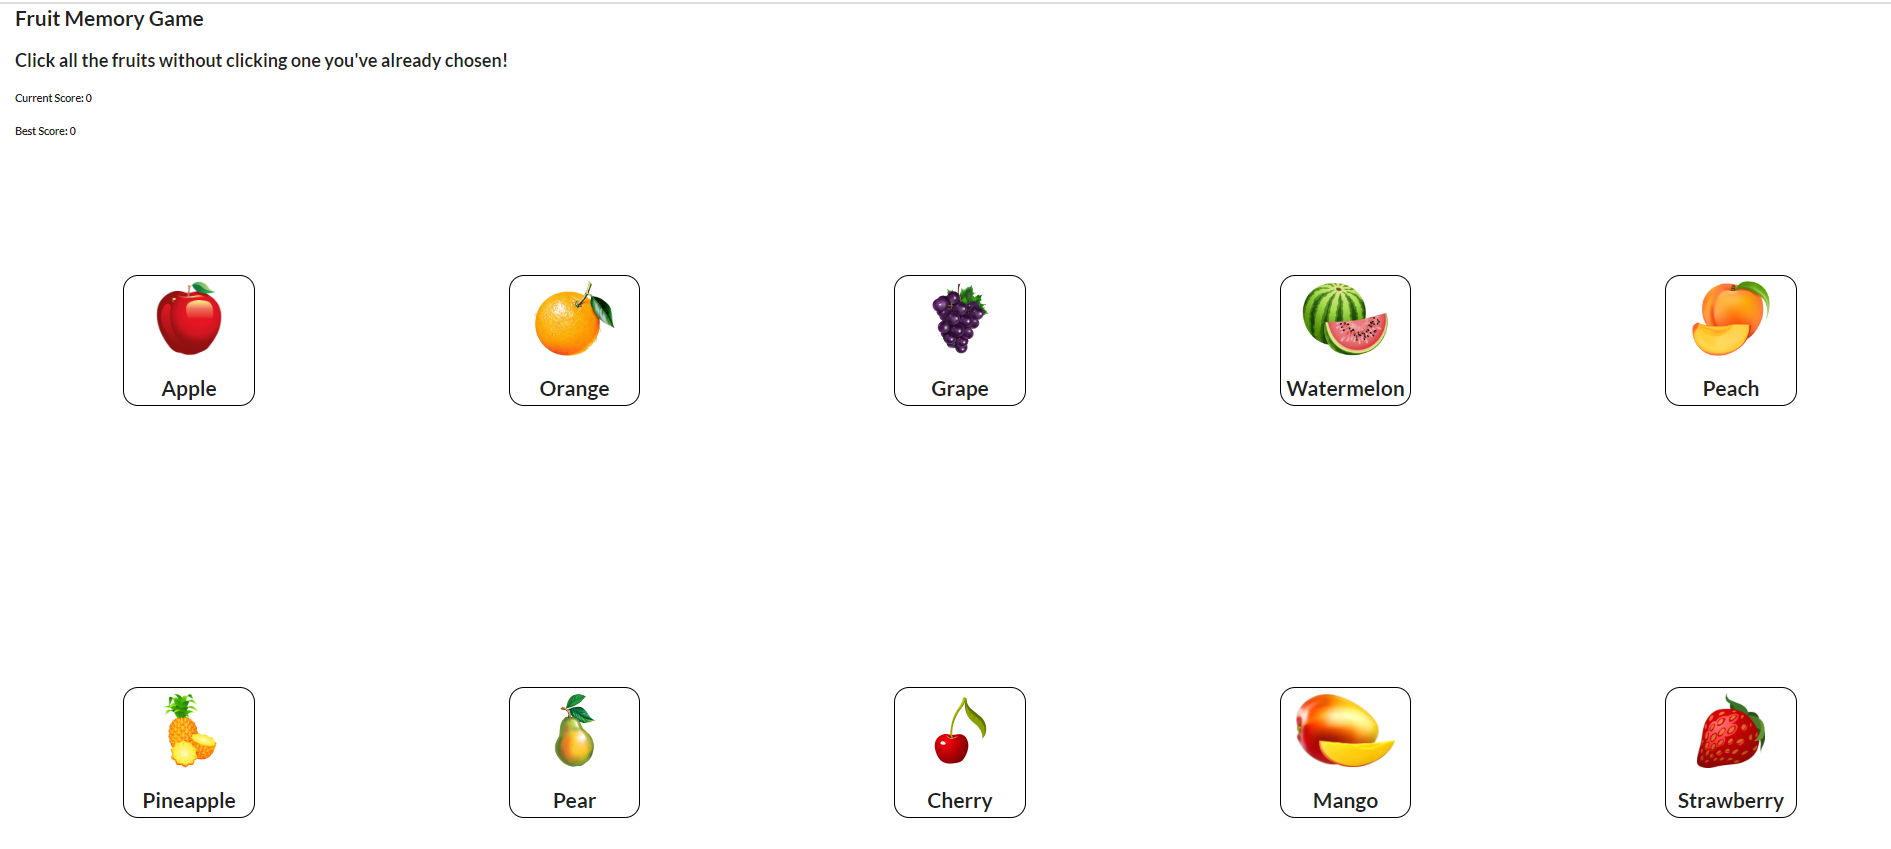 Fruit Memory Game
Click all the fruits without clicking one you've already chosen!
Current Score: 0
Best Score: 0
Apple
Orange
Grape
Watermelon
Peach
Pineapple
Pear
Cherry
Mango
Strawberry